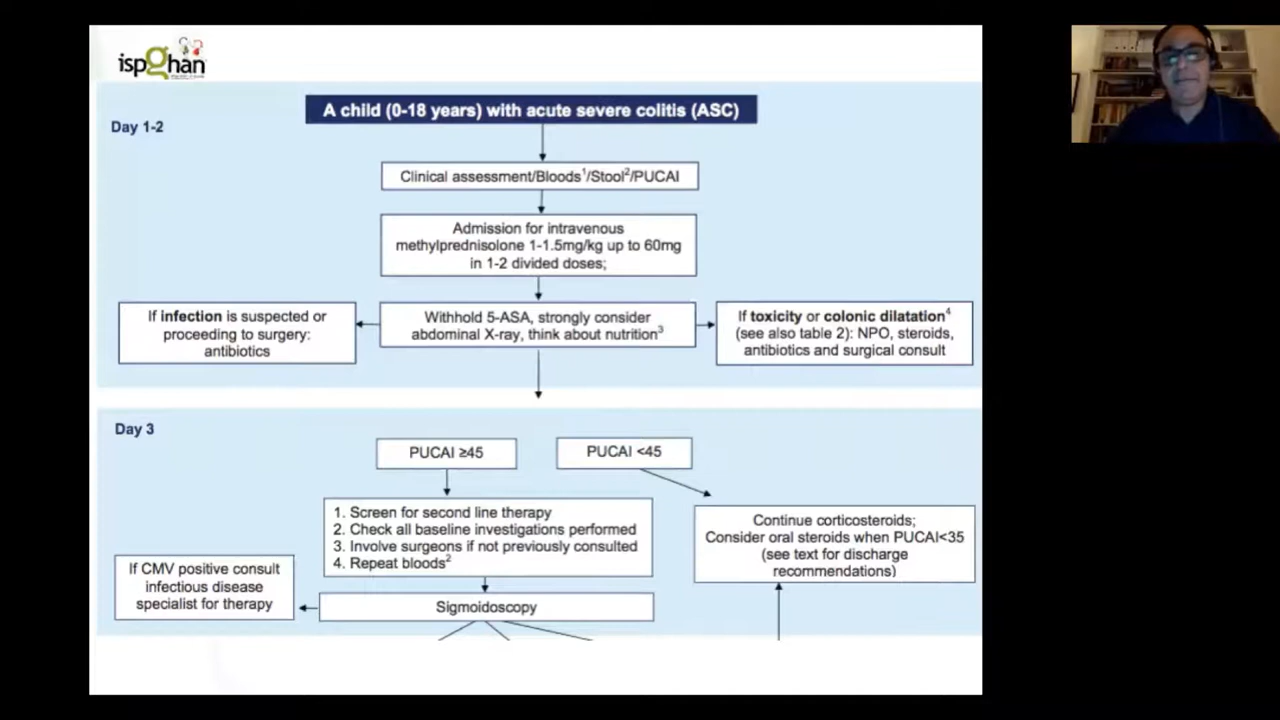 ispghan
A child (0-18 years) with acute severe colitis (ASC)
Day 1-2
Clinical assessment/Bloods¹/Stool²/PUCAI
Admission for intravenous
methylprednisolone 1-1.5mg/kg up to 60mg
in 1-2 divided doses;
If infection is suspected or
proceeding to surgery:
antibiotics
Withhold 5-ASA, strongly consider
abdominal X-ray, think about nutrition³
If toxicity or colonic dilatation⁴
(see also table 2): NPO, steroids,
antibiotics and surgical consult
Day 3
PUCAI ≥45
PUCAI <45
1. Screen for second line therapy
2. Check all baseline investigations performed
3. Involve surgeons if not previously consulted
4. Repeat bloods²
Continue corticosteroids;
Consider oral steroids when PUCAI<35
(see text for discharge
recommendations)
If CMV positive consult
infectious disease
specialist for therapy
Sigmoidoscopy